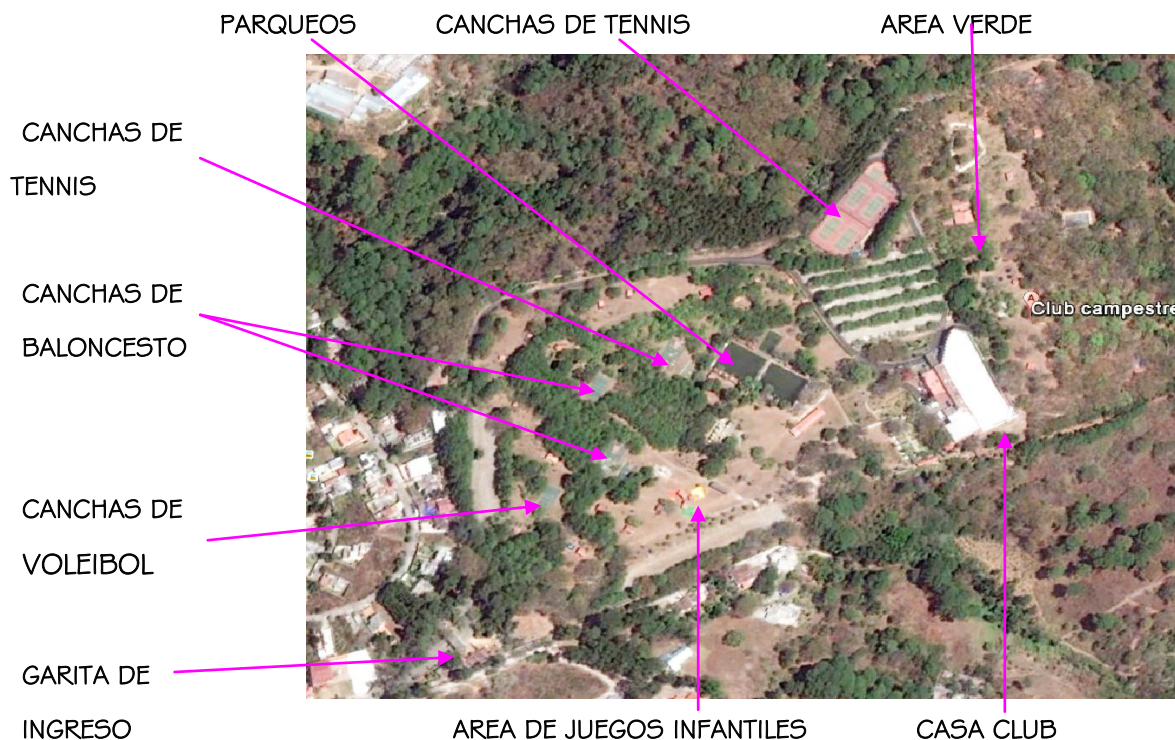 PARQUEOS
CANCHAS DE TENNIS
AREA VERDE
CANCHAS DE
TENNIS
CANCHAS DE
BALONCESTO
Club campestre
CANCHAS DE
VOLEIBOL
GARITA DE
INGRESO
AREA DE JUEGOS INFANTILES
CASA CLUB